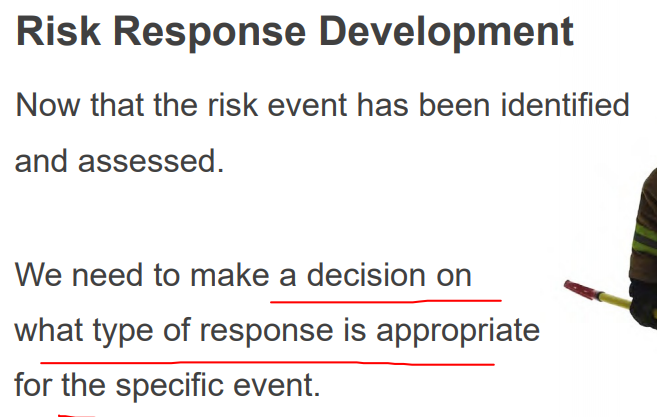 Risk Response Development
Now that the risk event has been identified
and assessed.
We need to make a decision on
what type of response is appropriate
for the specific event.